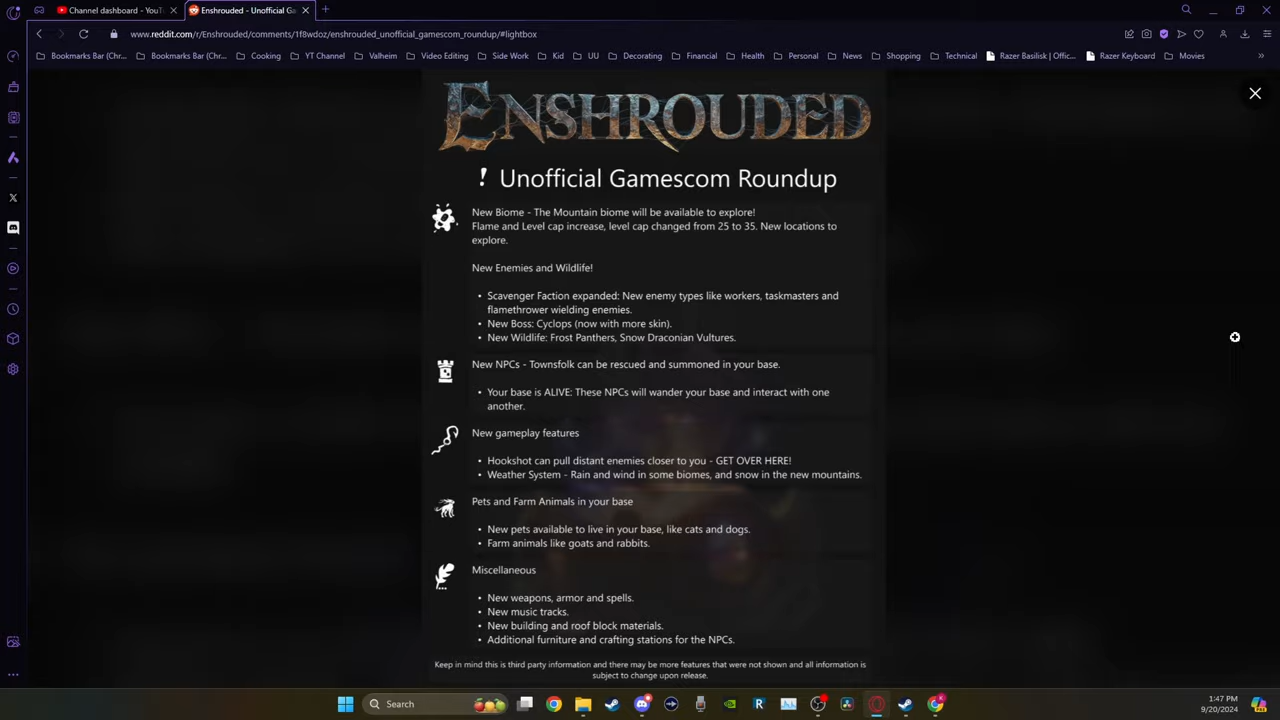 Channel dashboard - YouT
Enshrouded - Unofficial Ga
www.reddit.com/r/Enshrouded/comments/1f8wdoz/enshrouded_unofficial_gamescom_roundup/#lightbox
Bookmarks Bar (Chr...
Bookmarks Bar (Chr...
Cooking
YT Channel
Valheim
Video Editing
Side Work
Kid
UU
Decorating
Financial
Health
Personal
News
Shopping
Technical
Razer Basilisk | Offic...
Razer Keyboard
Movies
ENSHROUDED
! Unofficial Gamescom Roundup
New Biome - The Mountain biome will be available to explore!
Flame and Level cap increase, level cap changed from 25 to 35. New locations to
explore.
New Enemies and Wildlife!
• Scavenger Faction expanded: New enemy types like workers, taskmasters and
flamethrower wielding enemies.
• New Boss: Cyclops (now with more skin).
• New Wildlife: Frost Panthers, Snow Draconian Vultures.
New NPCs - Townsfolk can be rescued and summoned in your base.
• Your base is ALIVE: These NPCs will wander your base and interact with one
another.
New gameplay features
• Hookshot can pull distant enemies closer to you - GET OVER HERE!
• Weather System - Rain and wind in some biomes, and snow in the new mountains.
Pets and Farm Animals in your base
• New pets available to live in your base, like cats and dogs.
• Farm animals like goats and rabbits.
Miscellaneous
• New weapons, armor and spells.
• New music tracks.
• New building and roof block materials.
• Additional furniture and crafting stations for the NPCs.
Keep in mind this is third party information and there may be more features that were not shown and all information is
subject to change upon release.
Search
1:47 PM
9/20/2024